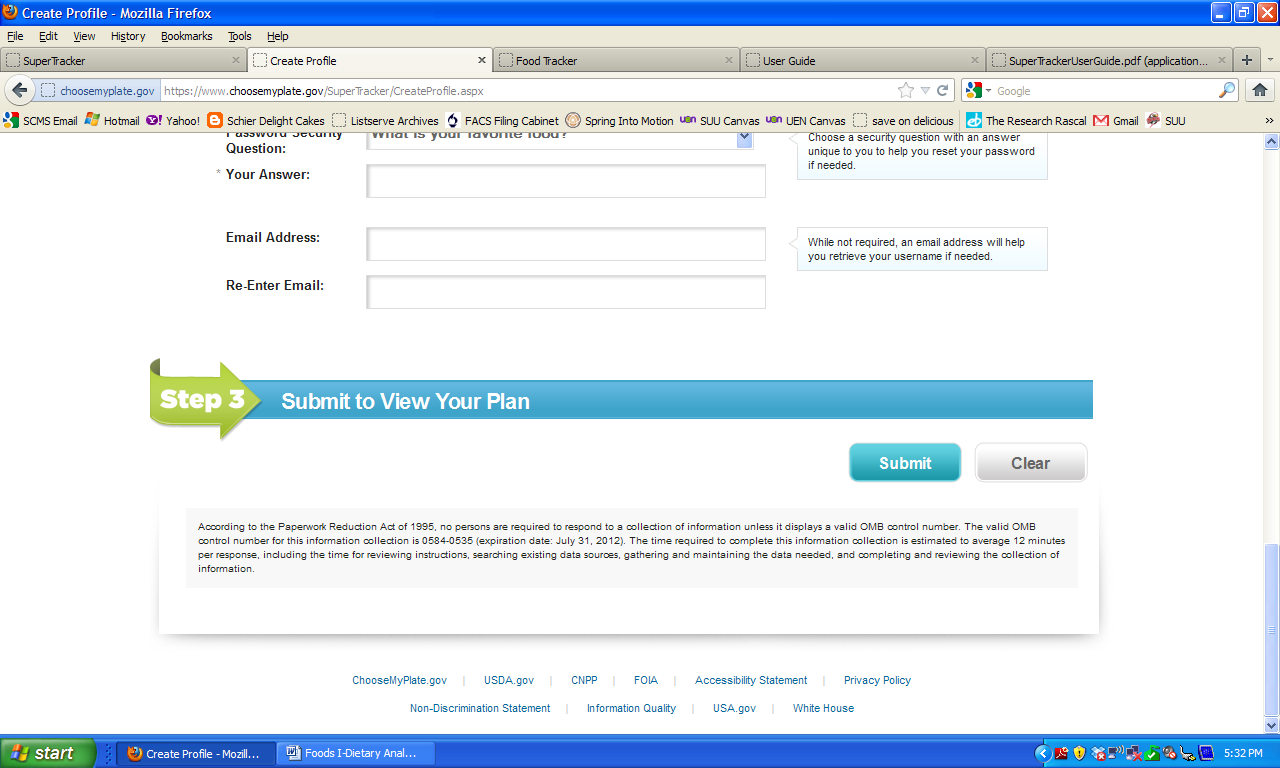 Create Profile - Mozilla Firefox
File Edit View History Bookmarks Tools Help
SuperTracker
Create Profile
Food Tracker
User Guide
SuperTrackerUserGuide.pdf (application...
choosemyplate.gov https://www.choosemyplate.gov/SuperTracker/CreateProfile.aspx
Google
SCMS Email Hotmail Yahoo! Schier Delight Cakes Listserve Archives FACS Filing Cabinet Spring Into Motion SUU Canvas UEN Canvas save on delicious The Research Rascal Gmail SUU »
Password Security
Question:
What is your favorite food?
Choose a security question with an answer
unique to you to help you reset your password
if needed.
* Your Answer:
Email Address:
While not required, an email address will help
you retrieve your username if needed.
Re-Enter Email:
Step 3 Submit to View Your Plan
Submit Clear
According to the Paperwork Reduction Act of 1995, no persons are required to respond to a collection of information unless it displays a valid OMB control number. The valid OMB
control number for this information collection is 0584-0535 (expiration date: July 31, 2012). The time required to complete this information collection is estimated to average 12 minutes
per response, including the time for reviewing instructions, searching existing data sources, gathering and maintaining the data needed, and completing and reviewing the collection of
information.
ChooseMyPlate.gov | USDA.gov | CNPP | FOIA | Accessibility Statement | Privacy Policy
Non-Discrimination Statement | Information Quality | USA.gov | White House
start Create Profile - Mozill... Foods I-Dietary Anal... 5:32 PM